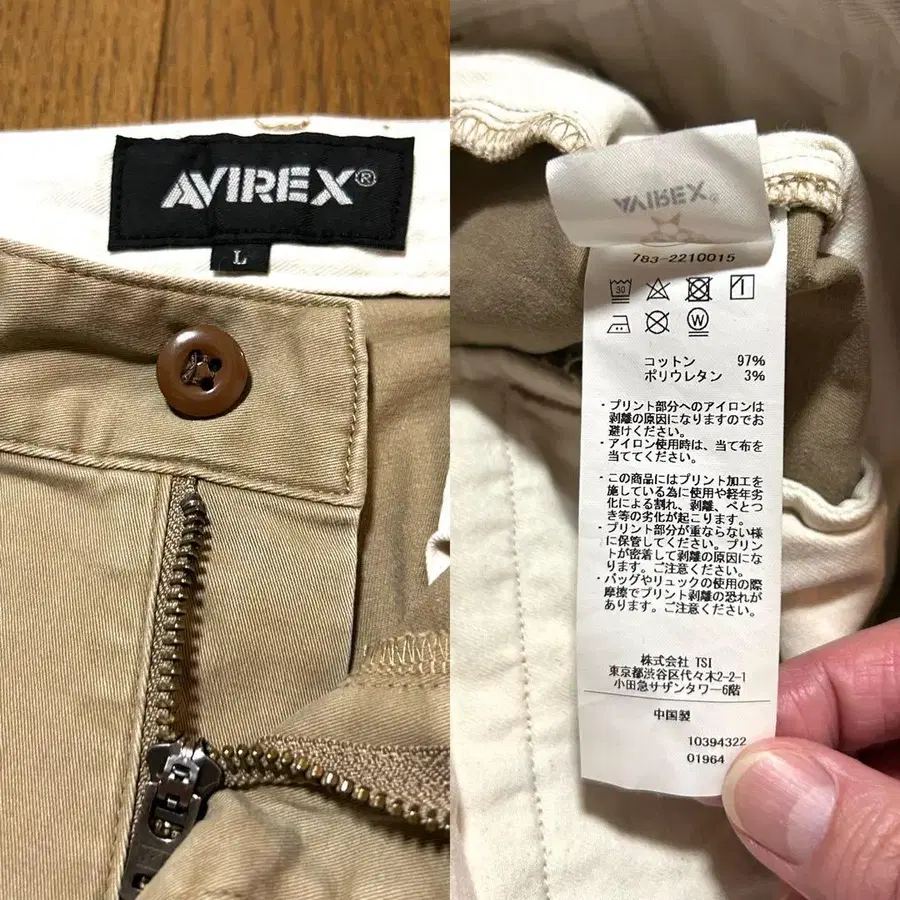 AVIREX®
L
AVIREX®
783-2210015
30
W
コットン 97%
ポリウレタン 3%
・プリント部分へのアイロンは
剥離の原因になりますのでお
避けください。
・アイロン使用時は、当て布を
当ててください。
・この商品にはプリント加工を
施している為に使用や経年劣
化による割れ、剥離、べとつ
き等の劣化が起こります。
・プリント部分が重ならない様
に保管してください。プリン
トが密着して剥離の原因にな
ります。ご注意ください。
・バッグやリュックの使用の際
摩擦でプリント剥離の恐れが
あります。ご注意ください。
株式会社 TSI
東京都渋谷区代々木2-2-1
小田急サザンタワー6階
中国製
10394322
01964